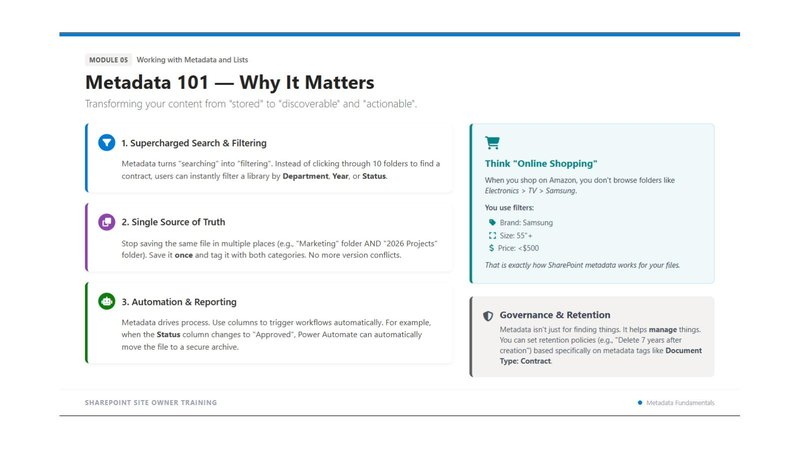 MODULE 05 Working with Metadata and Lists
Metadata 101 — Why It Matters
Transforming your content from "stored" to "discoverable" and "actionable".
1. Supercharged Search & Filtering
Metadata turns "searching" into "filtering". Instead of clicking through 10 folders to find a
contract, users can instantly filter a library by Department, Year, or Status.
2. Single Source of Truth
Stop saving the same file in multiple places (e.g., "Marketing" folder AND "2026 Projects"
folder). Save it once and tag it with both categories. No more version conflicts.
3. Automation & Reporting
Metadata drives process. Use columns to trigger workflows automatically. For example,
when the Status column changes to "Approved", Power Automate can automatically
move the file to a secure archive.
Think "Online Shopping"
When you shop on Amazon, you don't browse folders like
Electronics > TV > Samsung.
You use filters:
Brand: Samsung
Size: 55"+
Price: <$500
That is exactly how SharePoint metadata works for your files.
Governance & Retention
Metadata isn't just for finding things. It helps manage things.
You can set retention policies (e.g., "Delete 7 years after
creation") based specifically on metadata tags like Document
Type: Contract.
SHAREPOINT SITE OWNER TRAINING
Metadata Fundamentals